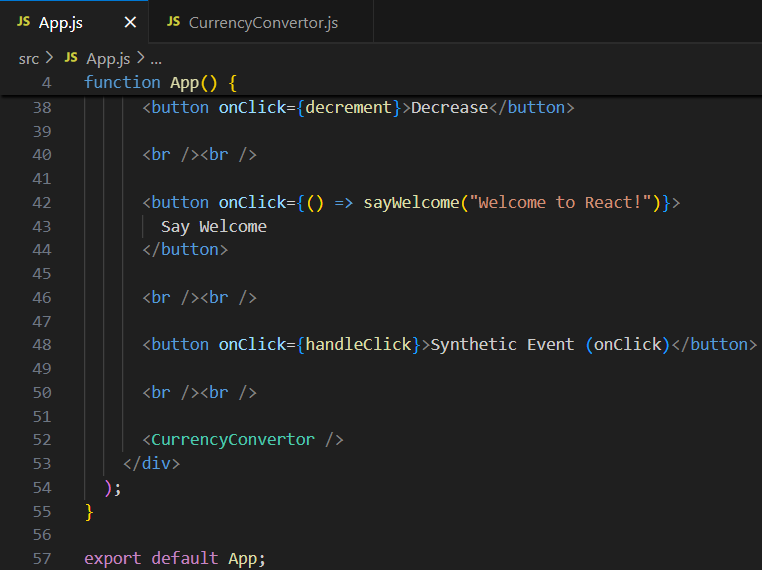 JS App.js × JS CurrencyConvertor.js
src > JS App.js > ...
4 function App() {
38 <button onClick={decrement}>Decrease</button>
39
40 <br /><br />
41
42 <button onClick={() => sayWelcome("Welcome to React!")}>
43 Say Welcome
44 </button>
45
46 <br /><br />
47
48 <button onClick={handleClick}>Synthetic Event (onClick)</button>
49
50 <br /><br />
51
52 <CurrencyConvertor />
53 </div>
54 );
55 }
56
57 export default App;